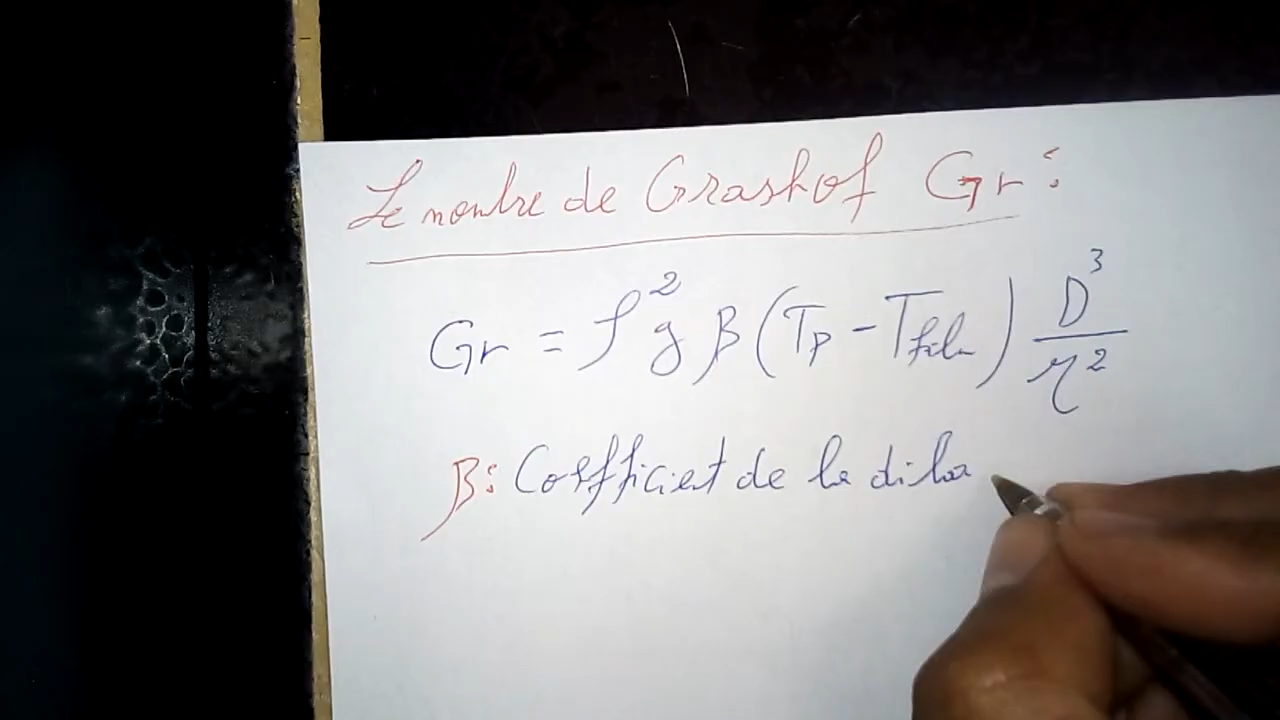 Le nombre de Grashof Gr :
Gr = ρ² g β (Tp - Tfilm) D³/η²
β: Coefficient de la dila